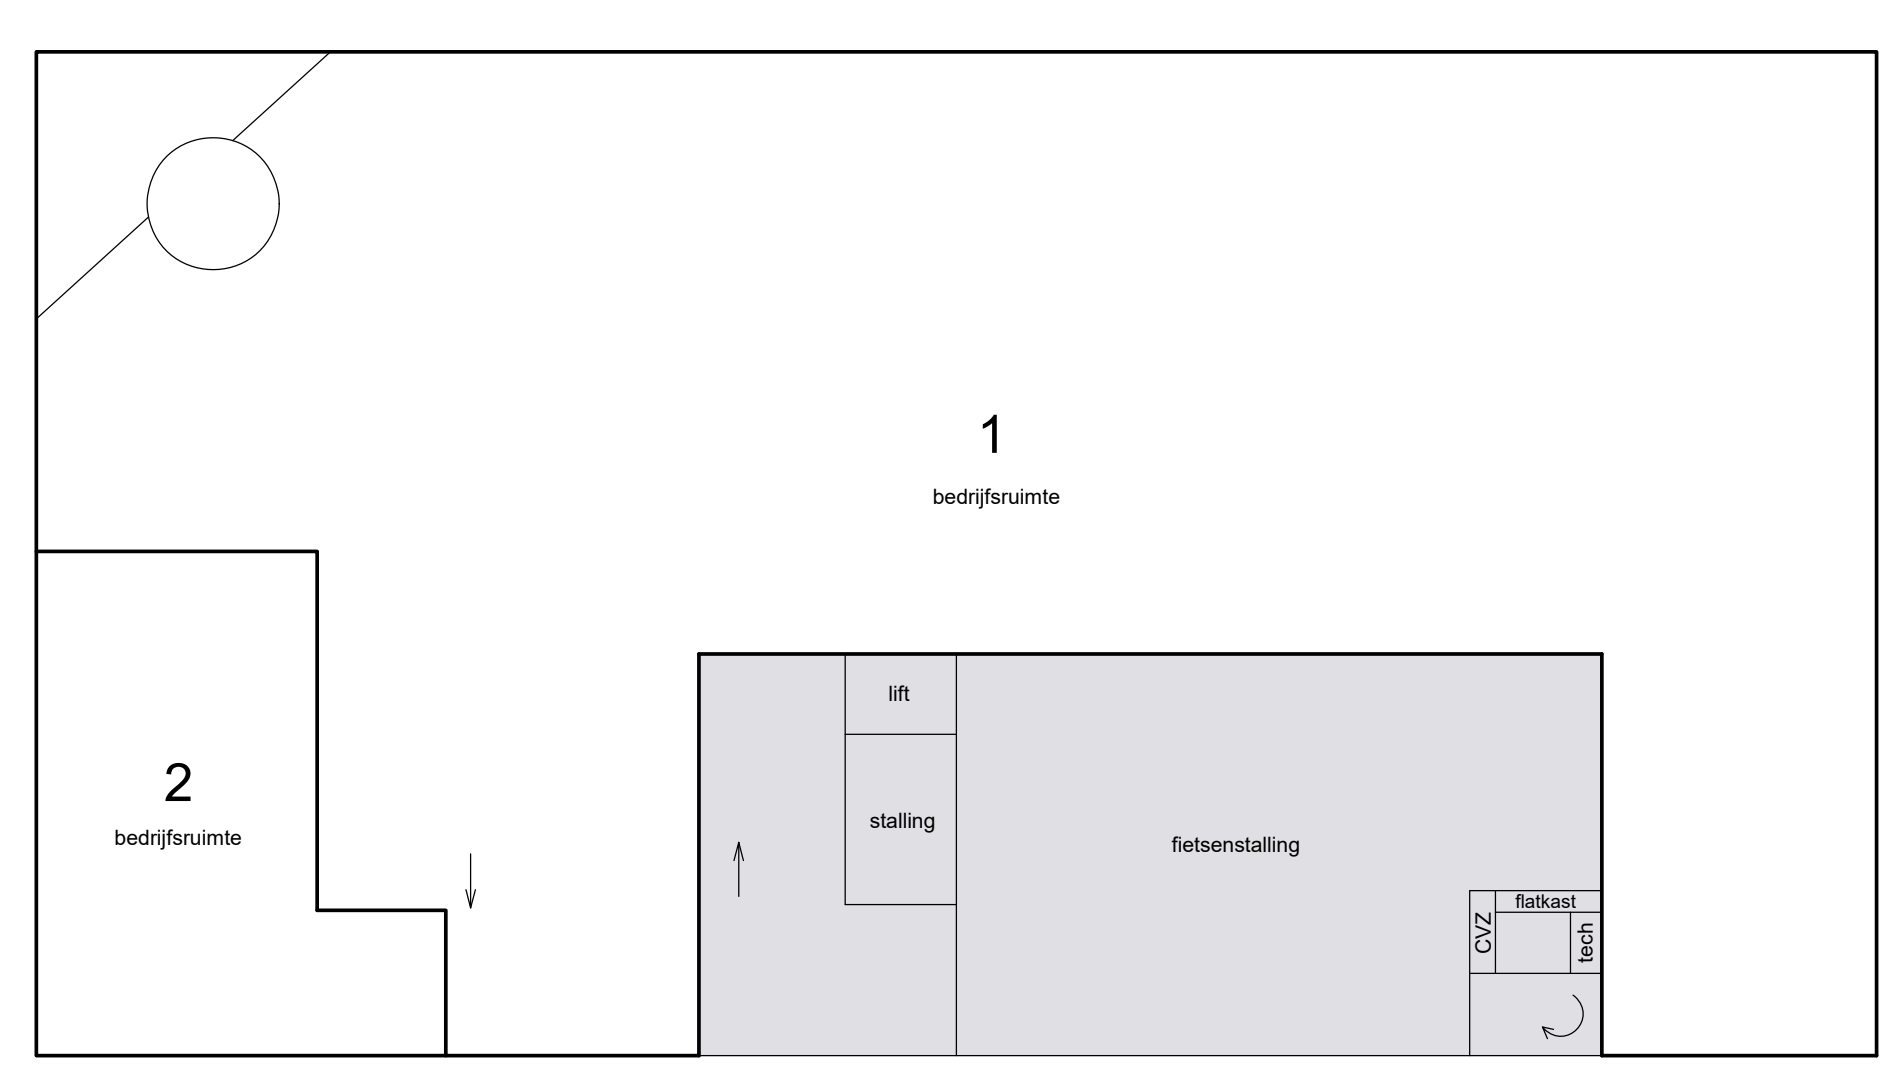 1
bedrijfsruimte
lift
2
stalling
bedrijfsruimte
fietsenstalling
flatkast
CVZ
tech